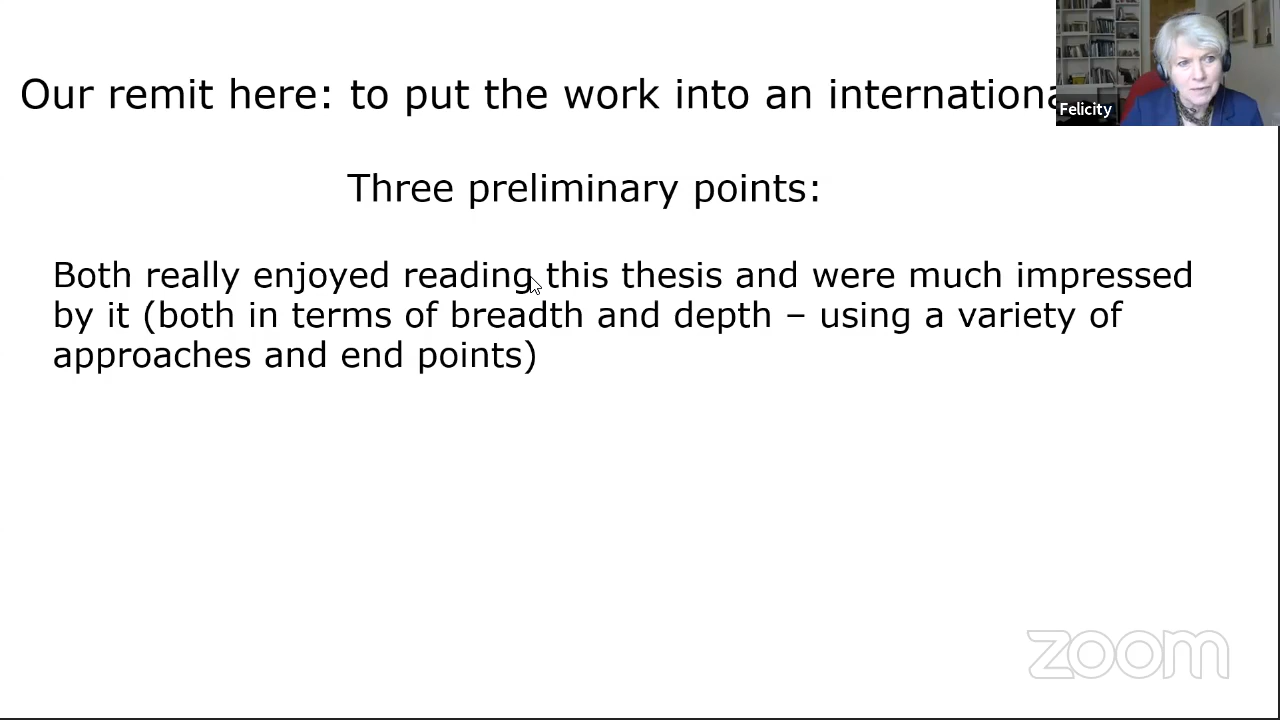 Our remit here: to put the work into an internationa
Felicity
Three preliminary points:
Both really enjoyed reading this thesis and were much impressed
by it (both in terms of breadth and depth – using a variety of
approaches and end points)
zoom